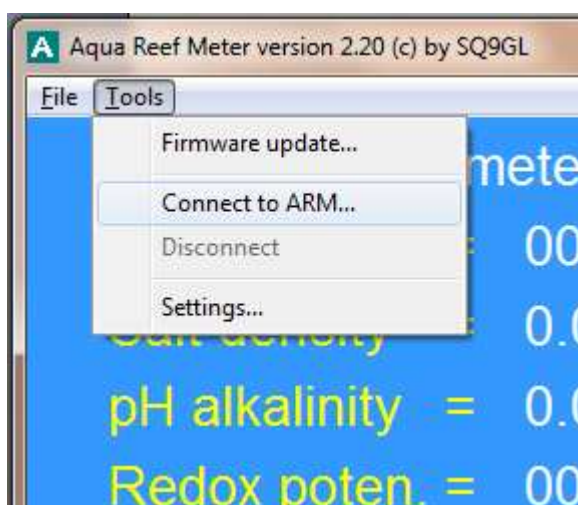 A Aqua Reef Meter version 2.20 (c) by SQ9GL
File Tools
Firmware update...
Connect to ARM...
Disconnect
Settings...
= 00
= 0.0
pH alkalinity = 0.0
Redox poten. = 00